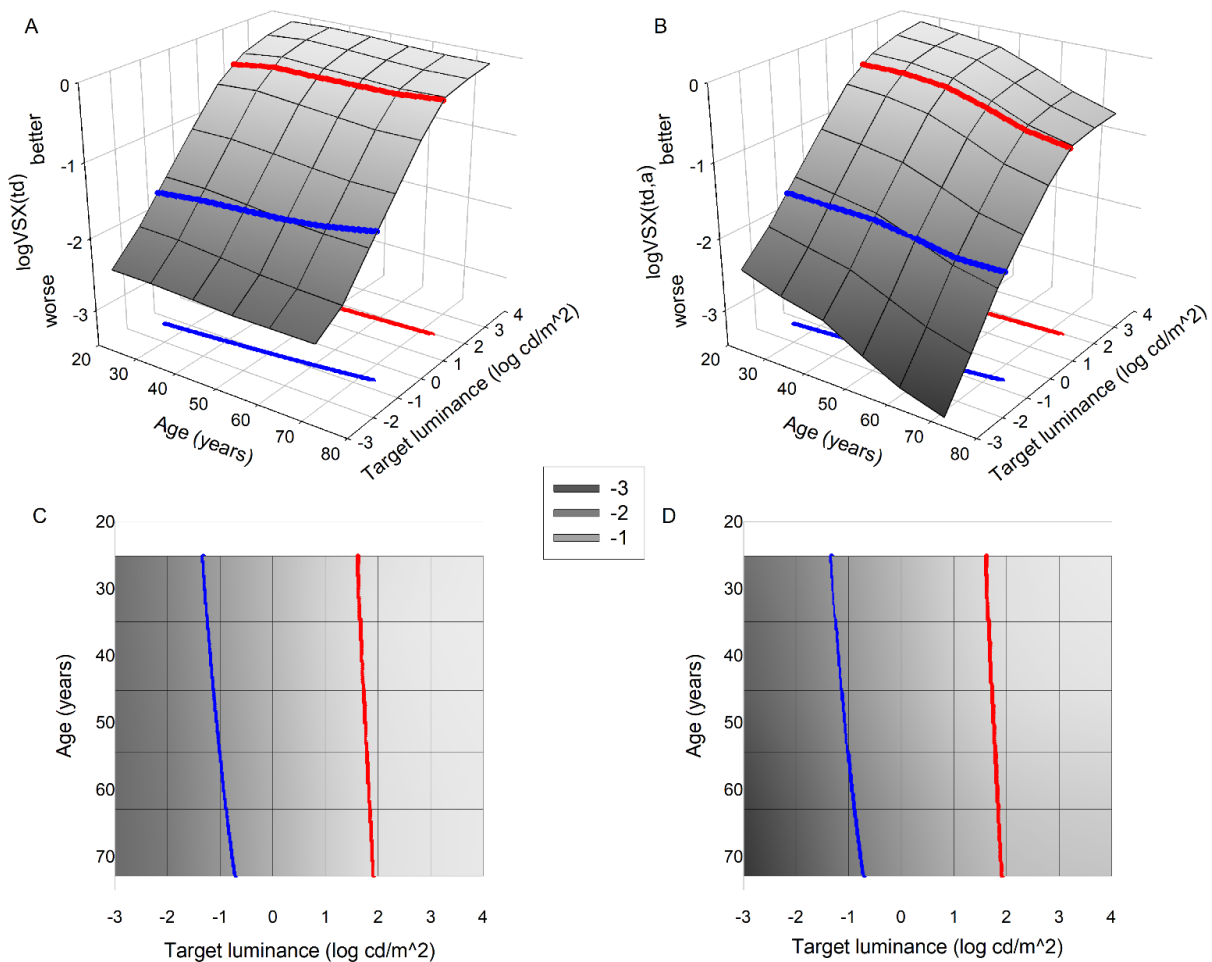 A
0
-1
-2
-3
better
worse
logVSX(td)
20
30
40
50
60
70
80
Age (years)
-3
-2
-1
0
1
2
3
4
Target luminance (log cd/m^2)
B
0
-1
-2
-3
better
worse
logVSX(td,a)
20
30
40
50
60
70
80
Age (years)
-3
-2
-1
0
1
2
3
4
Target luminance (log cd/m^2)
-3
-2
-1
C
20
30
40
50
60
70
Age (years)
-3 -2 -1 0 1 2 3 4
Target luminance (log cd/m^2)
D
20
30
40
50
60
70
Age (years)
-3 -2 -1 0 1 2 3 4
Target luminance (log cd/m^2)